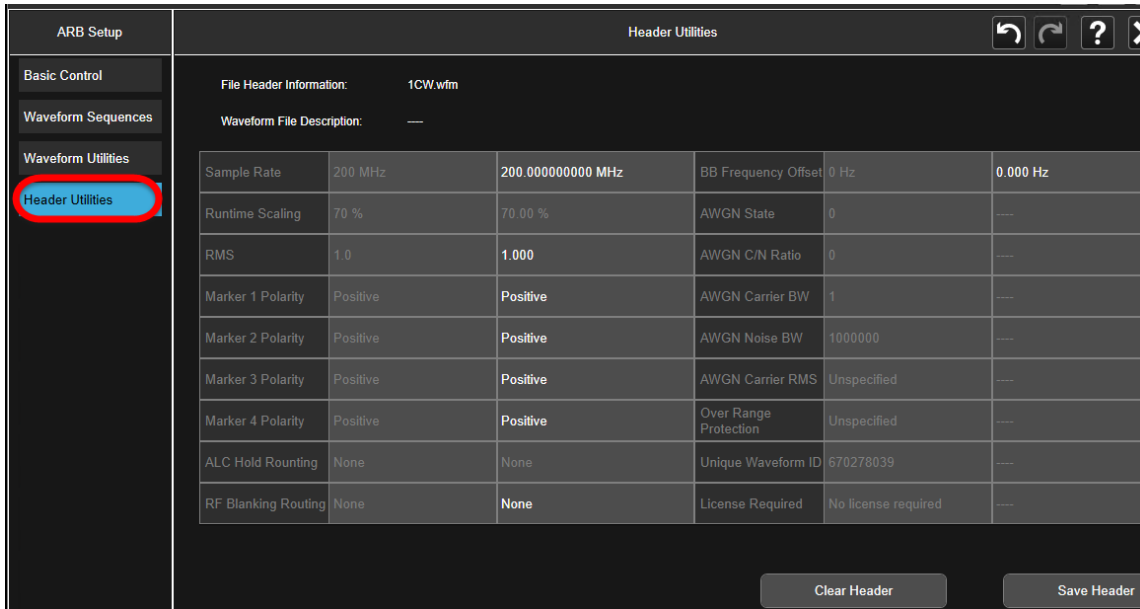 ARB Setup
Header Utilities
?
Basic Control
Waveform Sequences
Waveform Utilities
Header Utilities
File Header Information: 1CW.wfm
Waveform File Description: ----
Sample Rate 200 MHz 200.000000000 MHz BB Frequency Offset 0 Hz 0.000 Hz
Runtime Scaling 70 % 70.00 % AWGN State 0 ----
RMS 1.0 1.000 AWGN C/N Ratio 0 ----
Marker 1 Polarity Positive Positive AWGN Carrier BW 1 ----
Marker 2 Polarity Positive Positive AWGN Noise BW 1000000 ----
Marker 3 Polarity Positive Positive AWGN Carrier RMS Unspecified ----
Marker 4 Polarity Positive Positive Over Range Protection Unspecified ----
ALC Hold Rounting None None Unique Waveform ID 670278039 ----
RF Blanking Routing None None License Required No license required ----
Clear Header
Save Header